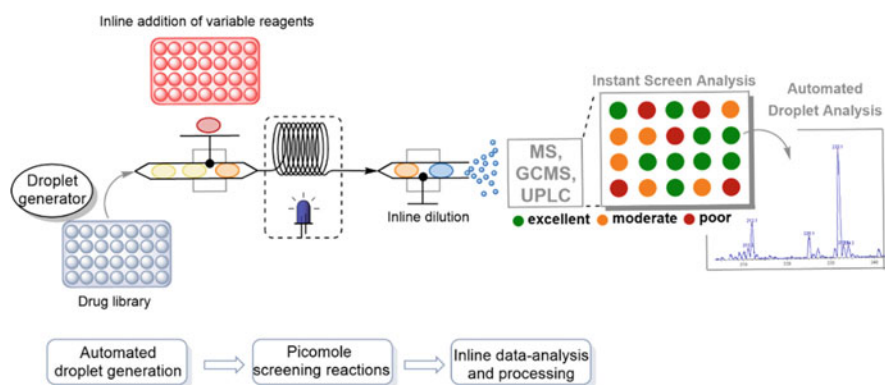 Inline addition of variable reagents
Instant Screen Analysis
Automated
Droplet Analysis
Droplet
generator
MS,
GCMS,
UPLC
Inline dilution
excellent
moderate
poor
Drug library
Automated
droplet generation
Picomole
screening reactions
Inline data-analysis
and processing